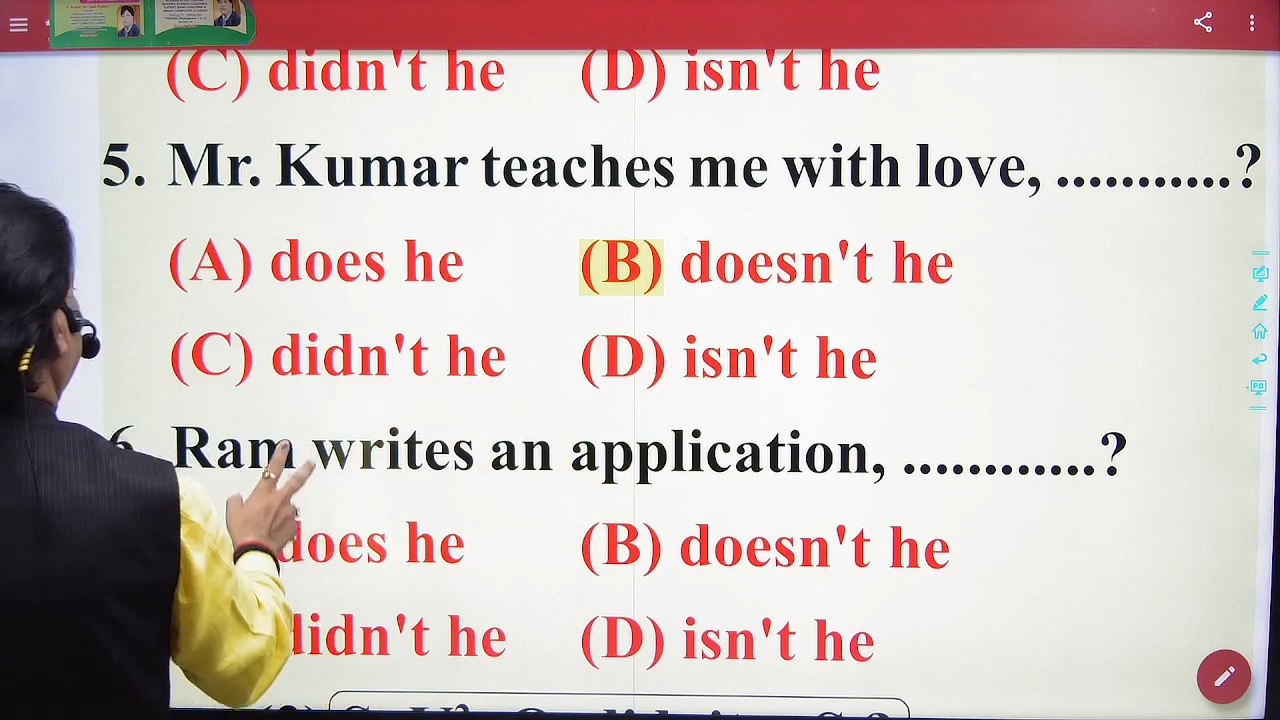 (C) didn't he (D) isn't he
5. Mr. Kumar teaches me with love, ...........?
(A) does he (B) doesn't he
(C) didn't he (D) isn't he
6. Ram writes an application, ............?
does he (B) doesn't he
didn't he (D) isn't he